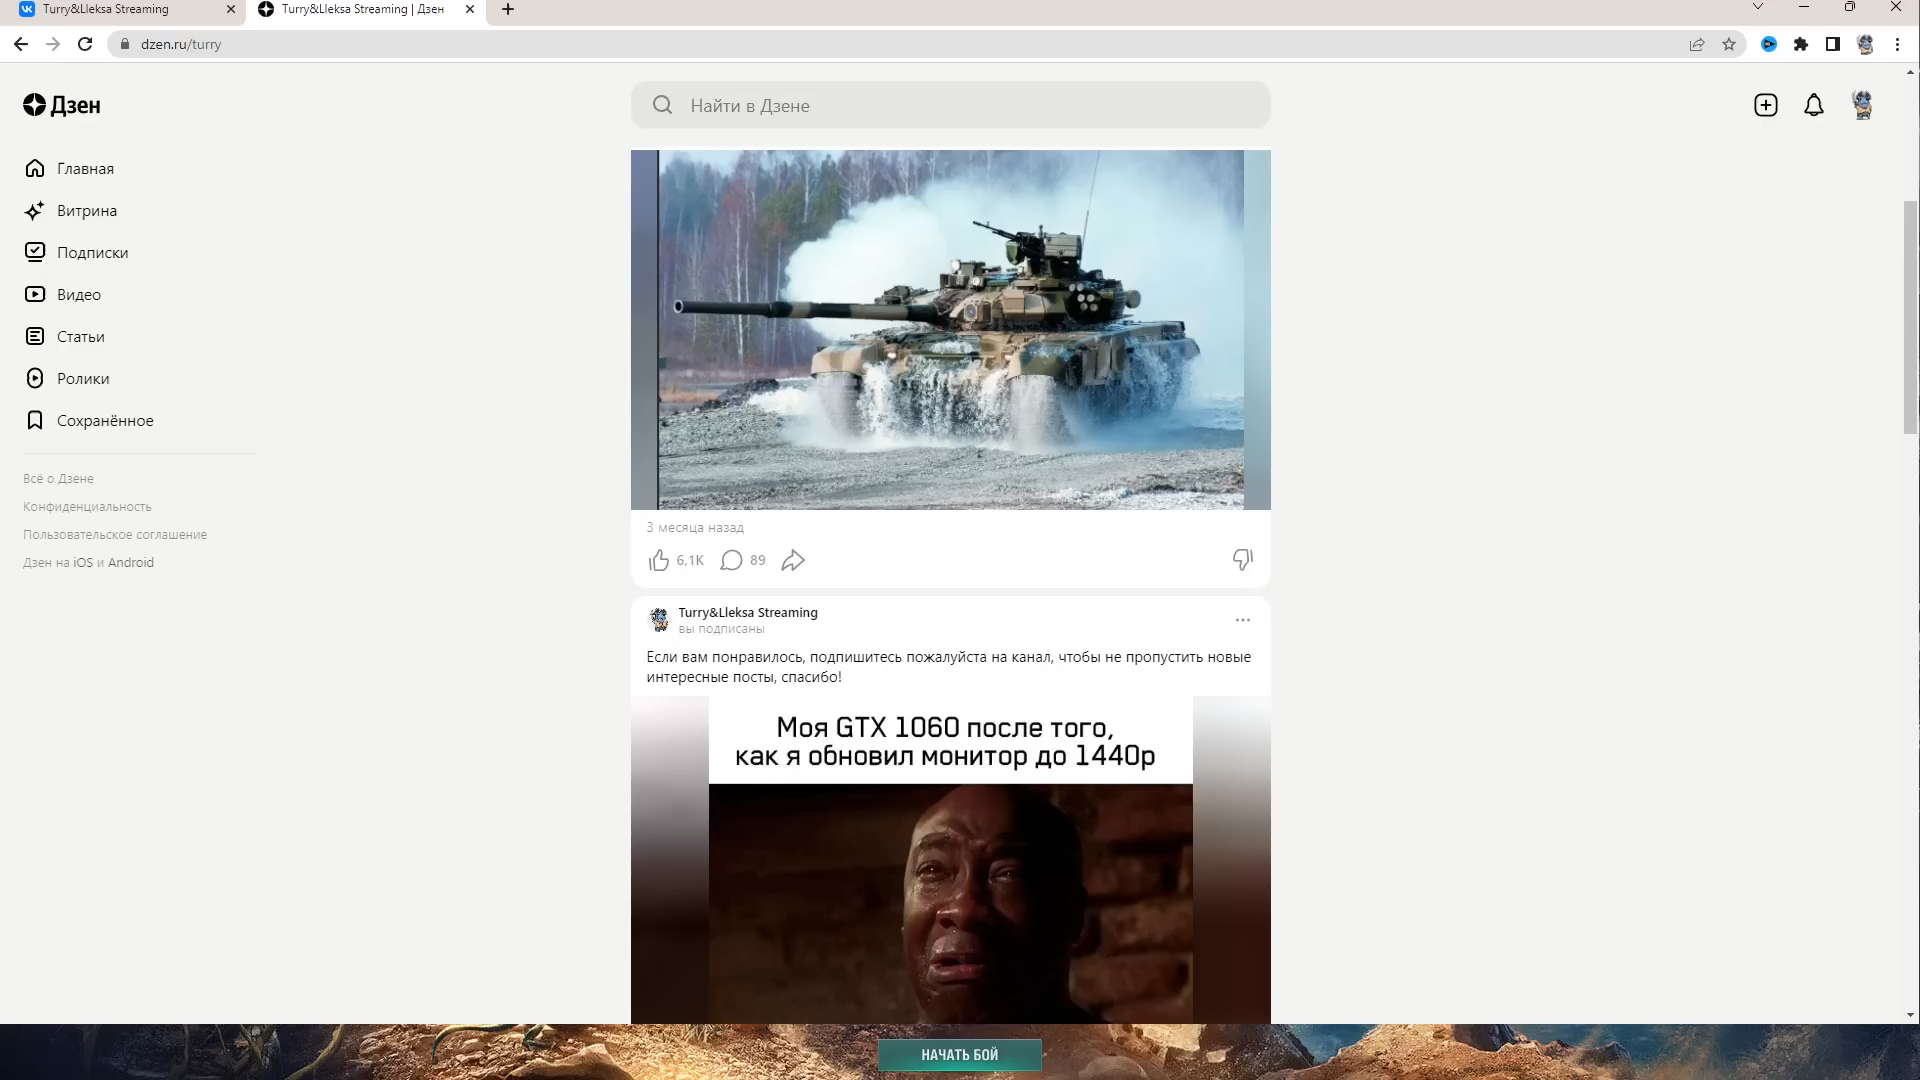 Turry&Lleksa Streaming
Turry&Lleksa Streaming | Дзен
dzen.ru/turry
Дзен
Найти в Дзене
Главная
Витрина
Подписки
Видео
Статьи
Ролики
Сохранённое
Всё о Дзене
Конфиденциальность
Пользовательское соглашение
Дзен на iOS и Android
3 месяца назад
6,1K
89
Turry&Lleksa Streaming
вы подписаны
Если вам понравилось, подпишитесь пожалуйста на канал, чтобы не пропустить новые
интересные посты, спасибо!
Моя GTX 1060 после того,
как я обновил монитор до 1440p
НАЧАТЬ БОЙ